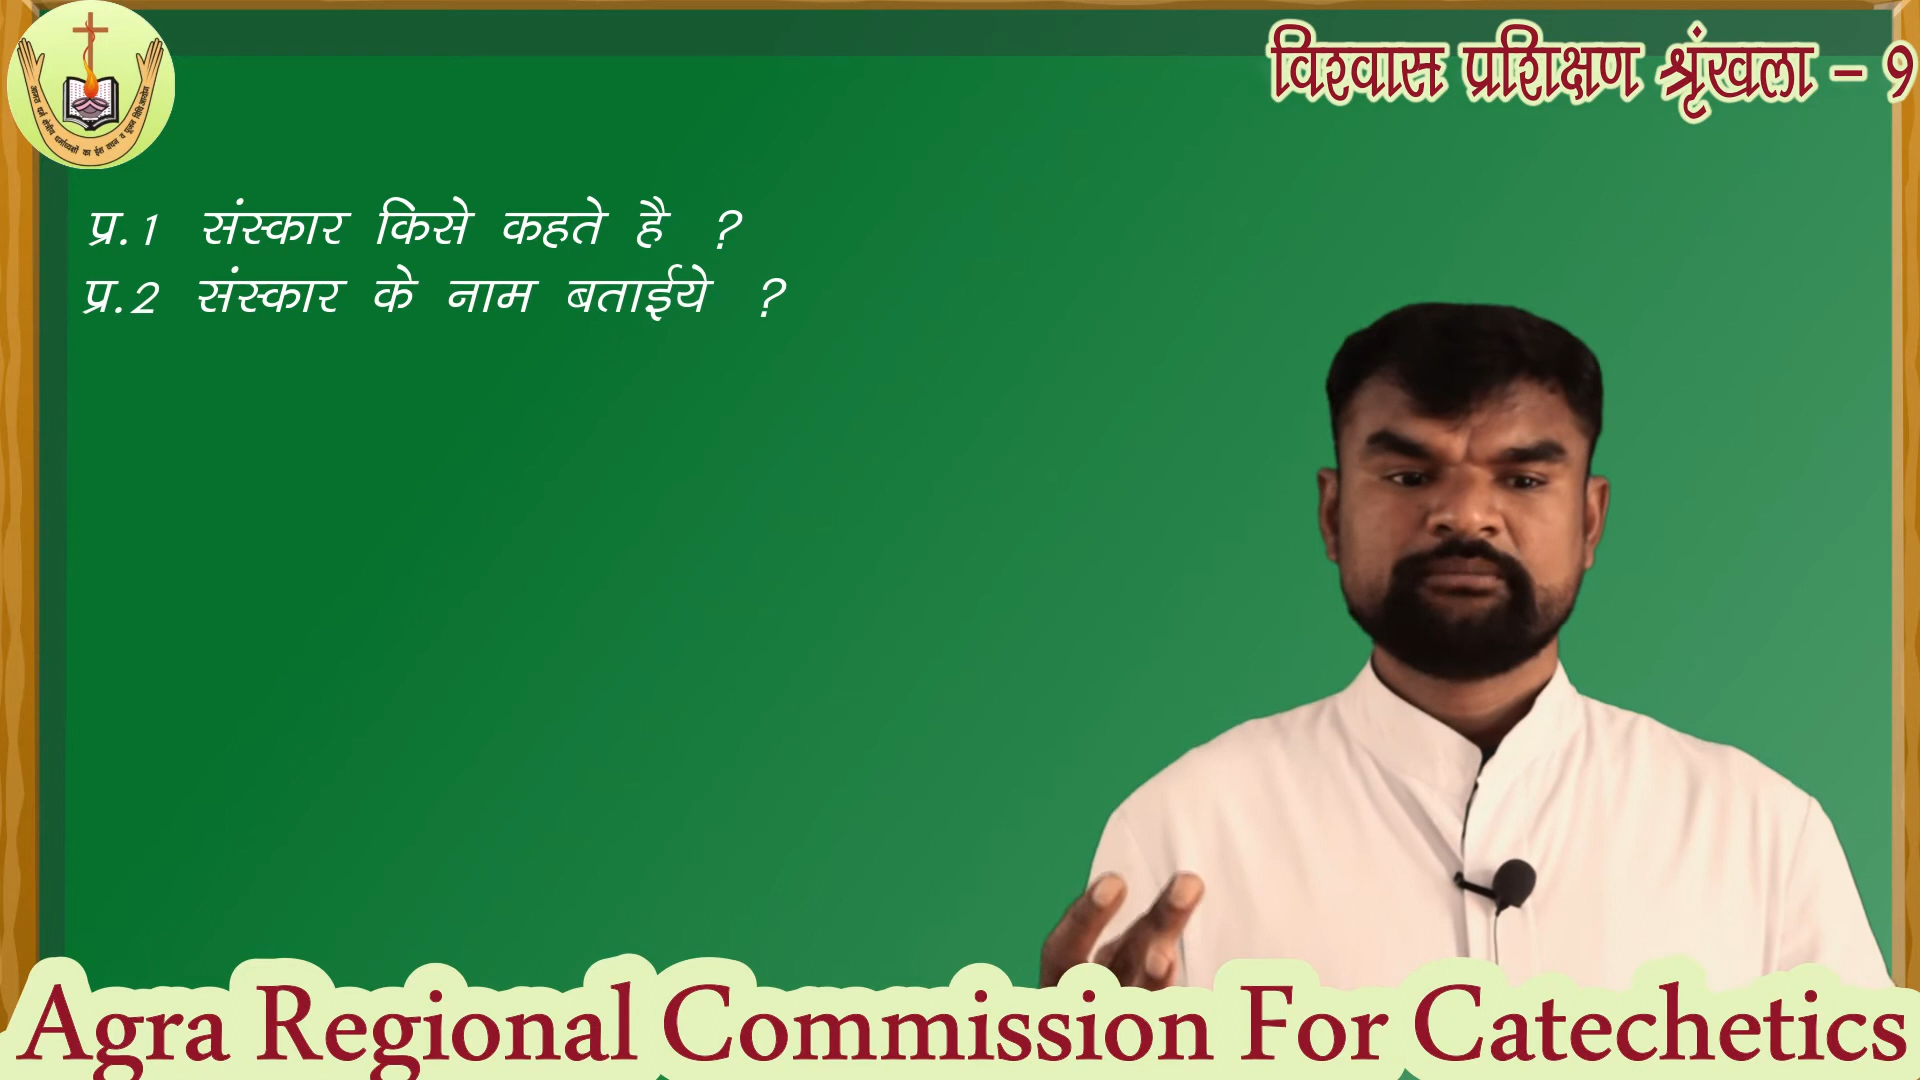 विश्वास प्रशिक्षण श्रृंखला – 9
प्र.1 संस्कार किसे कहते है ?
प्र.2 संस्कार के नाम बताईये ?
Agra Regional Commission For Catechetics